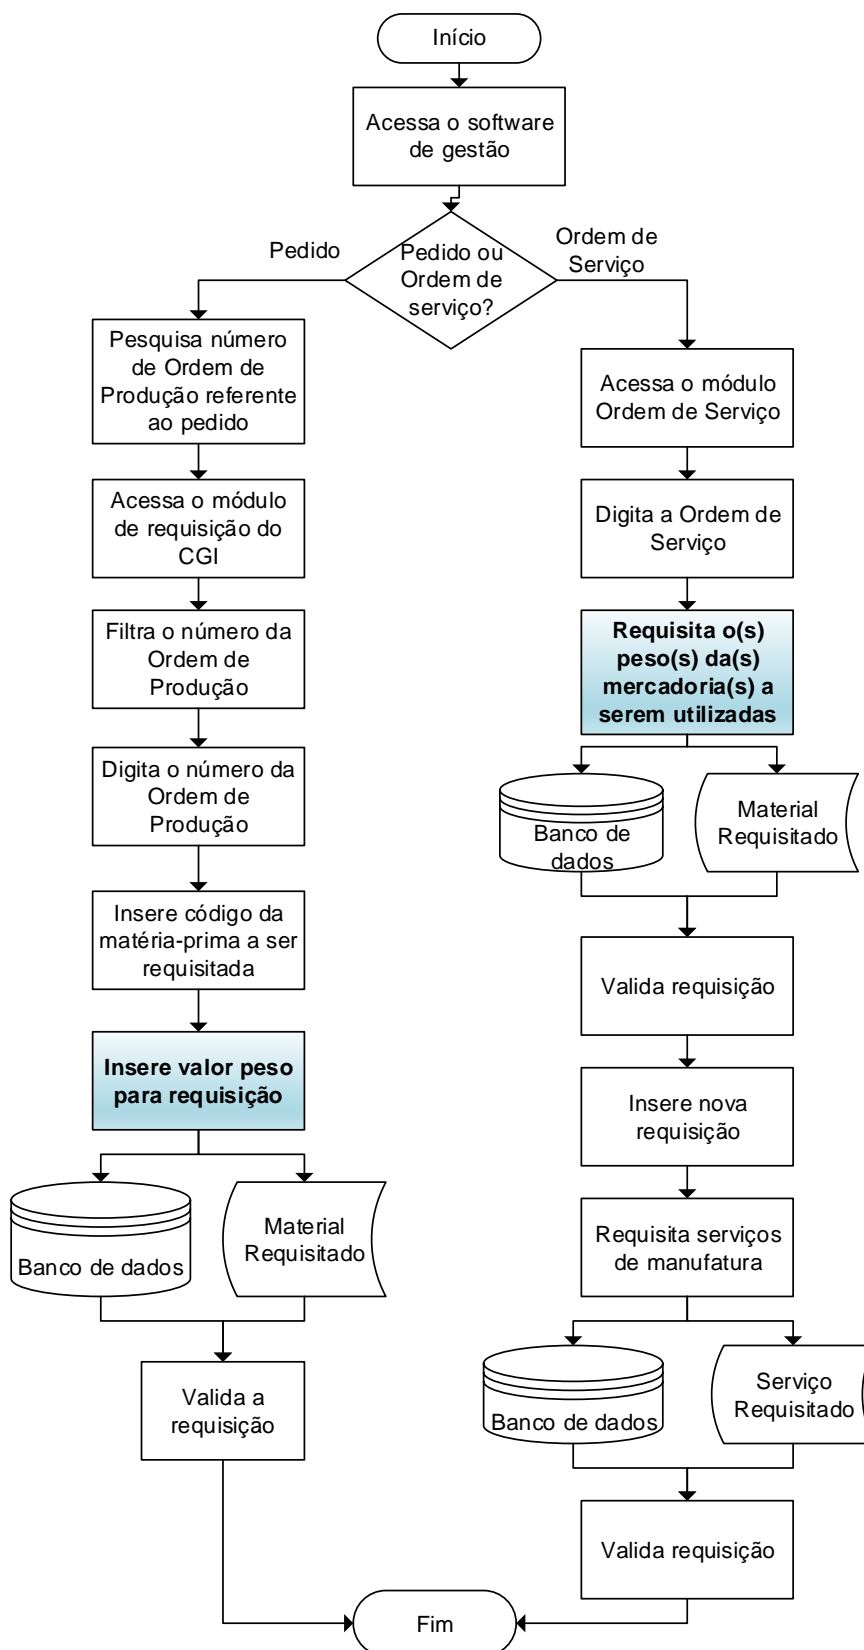 Início
Acessa o software
de gestão
Pedido
Pedido ou
Ordem de
serviço?
Ordem de
Serviço
Pesquisa número
de Ordem de
Produção referente
ao pedido
Acessa o módulo
de requisição do
CGI
Filtra o número da
Ordem de
Produção
Digita o número da
Ordem de
Produção
Insere código da
matéria-prima a ser
requisitada
Insere valor peso
para requisição
Banco de dados
Material
Requisitado
Valida a
requisição
Acessa o módulo
Ordem de Serviço
Digita a Ordem de
Serviço
Requisita o(s)
peso(s) da(s)
mercadoria(s) a
serem utilizadas
Banco de
dados
Material
Requisitado
Valida requisição
Insere nova
requisição
Requisita serviços
de manufatura
Banco de dados
Serviço
Requisitado
Valida requisição
Fim